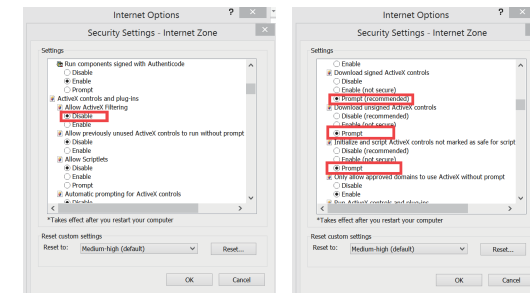 Internet Options
?
×
Security Settings - Internet Zone
×
Settings
Run components signed with Authenticode
Disable
Enable
Prompt
ActiveX controls and plug-ins
Allow ActiveX Filtering
Disable
Enable
Allow previously unused ActiveX controls to run without prompt
Disable
Enable
Allow Scriptlets
Disable
Enable
Prompt
Automatic prompting for ActiveX controls
Disable
*Takes effect after you restart your computer
Reset custom settings
Reset to: Medium-high (default) Reset...
OK Cancel
Internet Options
?
×
Security Settings - Internet Zone
Settings
Enable
Download signed ActiveX controls
Disable
Enable (not secure)
Prompt (recommended)
Download unsigned ActiveX controls
Disable (recommended)
Enable (not secure)
Prompt
Initialize and script ActiveX controls not marked as safe for script
Disable (recommended)
Enable (not secure)
Prompt
Only allow approved domains to use ActiveX without prompt
Disable
Enable
Run ActiveX controls and plug-ins
*Takes effect after you restart your computer
Reset custom settings
Reset to: Medium-high (default) Reset...
OK Cancel